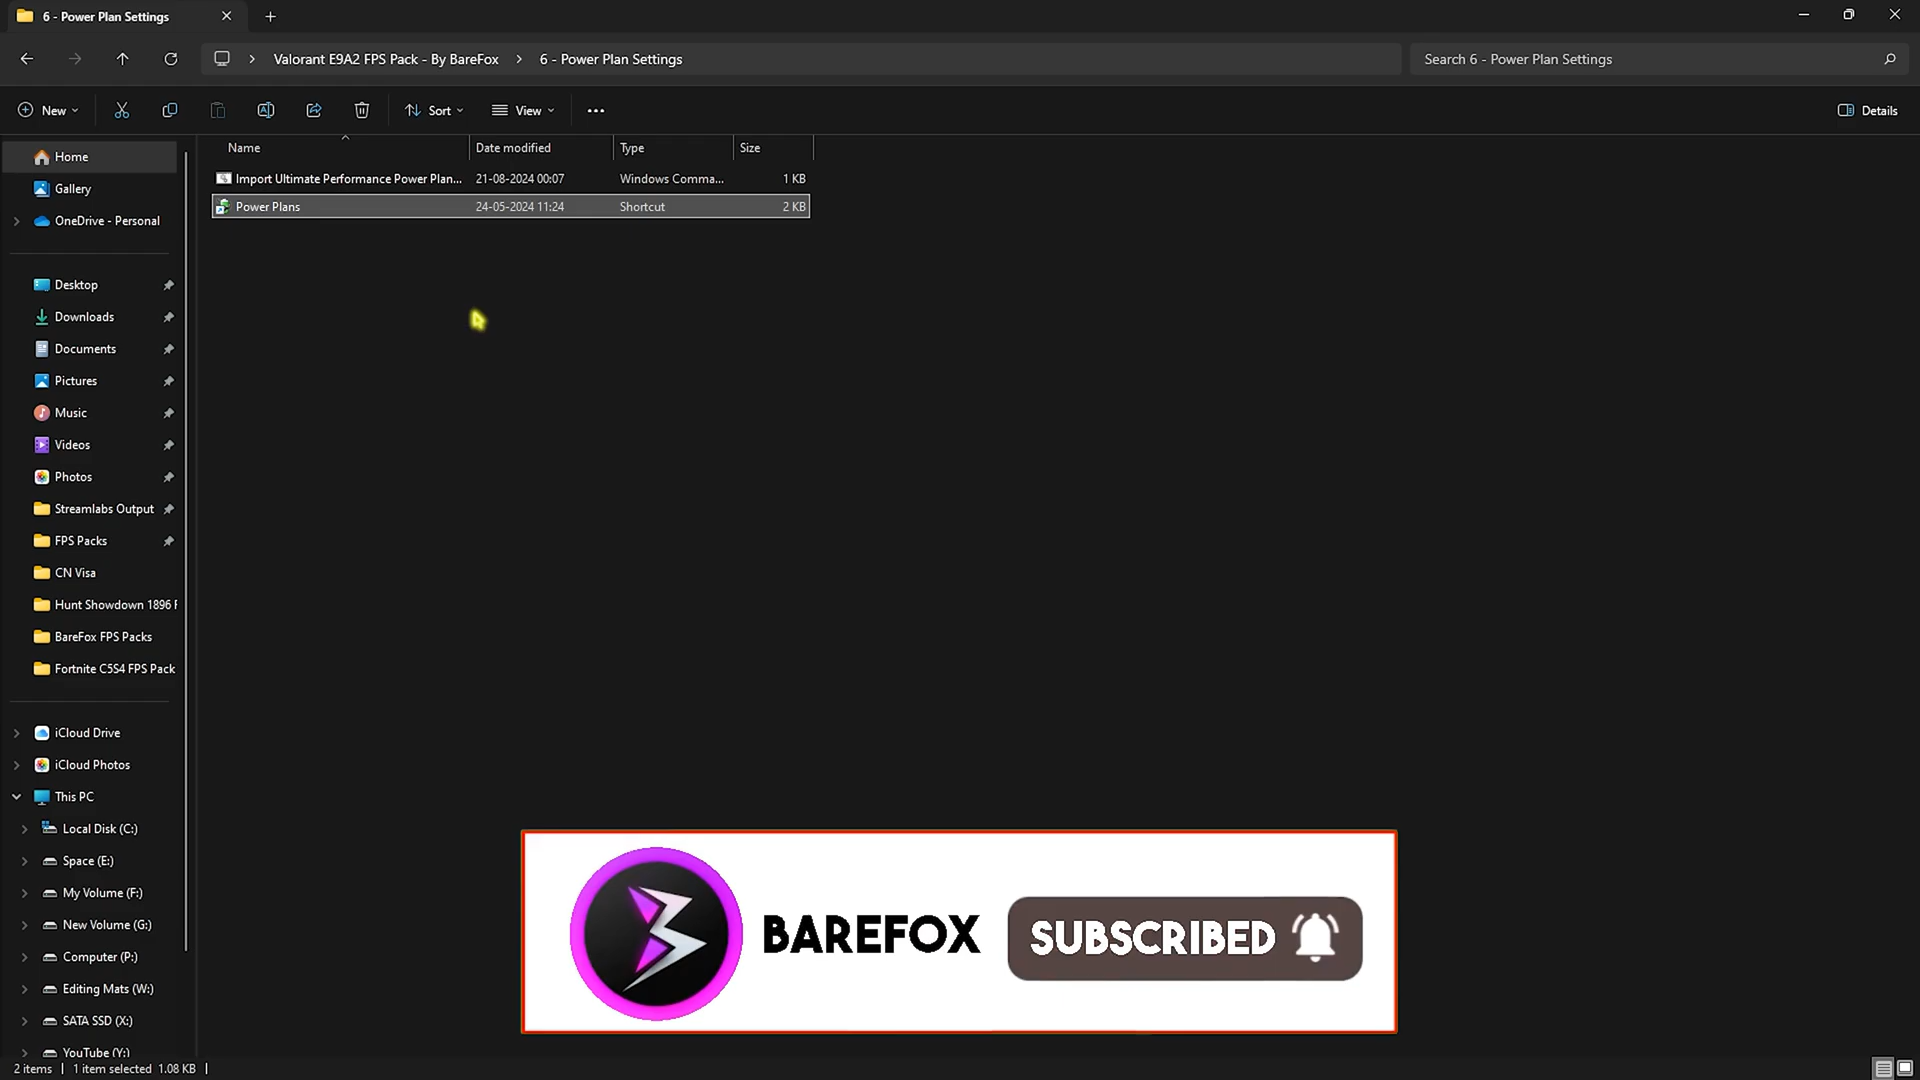 6 - Power Plan Settings
Valorant E9A2 FPS Pack - By BareFox > 6 - Power Plan Settings
Search 6 - Power Plan Settings
New
Sort
View
Details
Name
Date modified
Type
Size
Import Ultimate Performance Power Plan... 21-08-2024 00:07 Windows Comma... 1 KB
Power Plans 24-05-2024 11:24 Shortcut 2 KB
Home
Gallery
OneDrive - Personal
Desktop
Downloads
Documents
Pictures
Music
Videos
Photos
Streamlabs Output
FPS Packs
CN Visa
Hunt Showdown 1896 F
BareFox FPS Packs
Fortnite C5S4 FPS Pack
iCloud Drive
iCloud Photos
This PC
Local Disk (C:)
Space (E:)
My Volume (F:)
New Volume (G:)
Computer (P:)
Editing Mats (W:)
SATA SSD (X:)
YouTube (Y:)
BAREFOX
SUBSCRIBED
2 items | 1 item selected 1.08 KB |